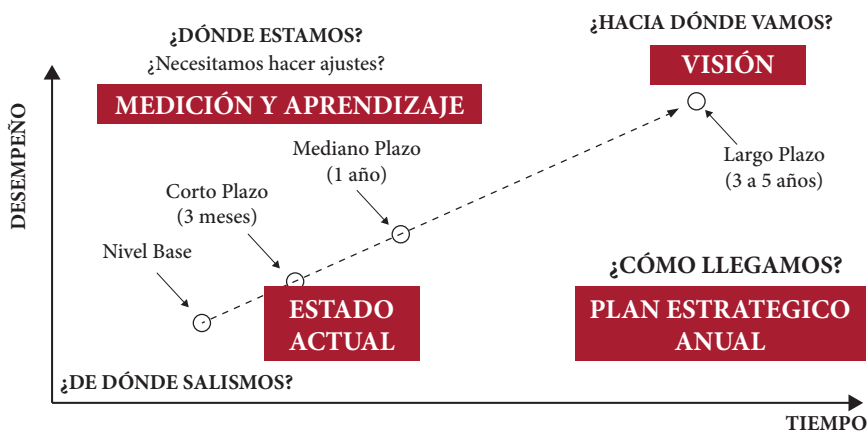 ¿DÓNDE ESTAMOS?
¿Necesitamos hacer ajustes?
MEDICIÓN Y APRENDIZAJE
¿HACIA DÓNDE VAMOS?
VISIÓN
DESEMPEÑO
Mediano Plazo
(1 año)
Largo Plazo
(3 a 5 años)
Corto Plazo
(3 meses)
Nivel Base
¿CÓMO LLEGAMOS?
ESTADO
ACTUAL
PLAN ESTRATEGICO
ANUAL
¿DE DÓNDE SALISMOS?
TIEMPO